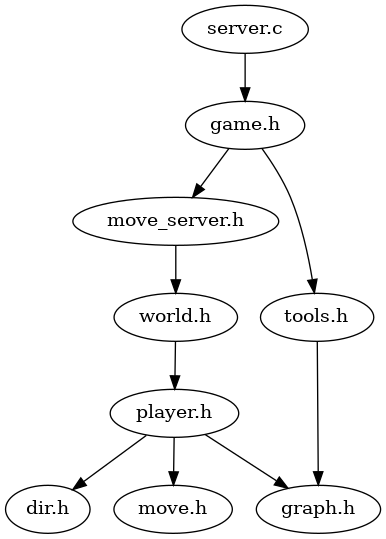 server.c
game.h
move_server.h
world.h
tools.h
player.h
dir.h
move.h
graph.h